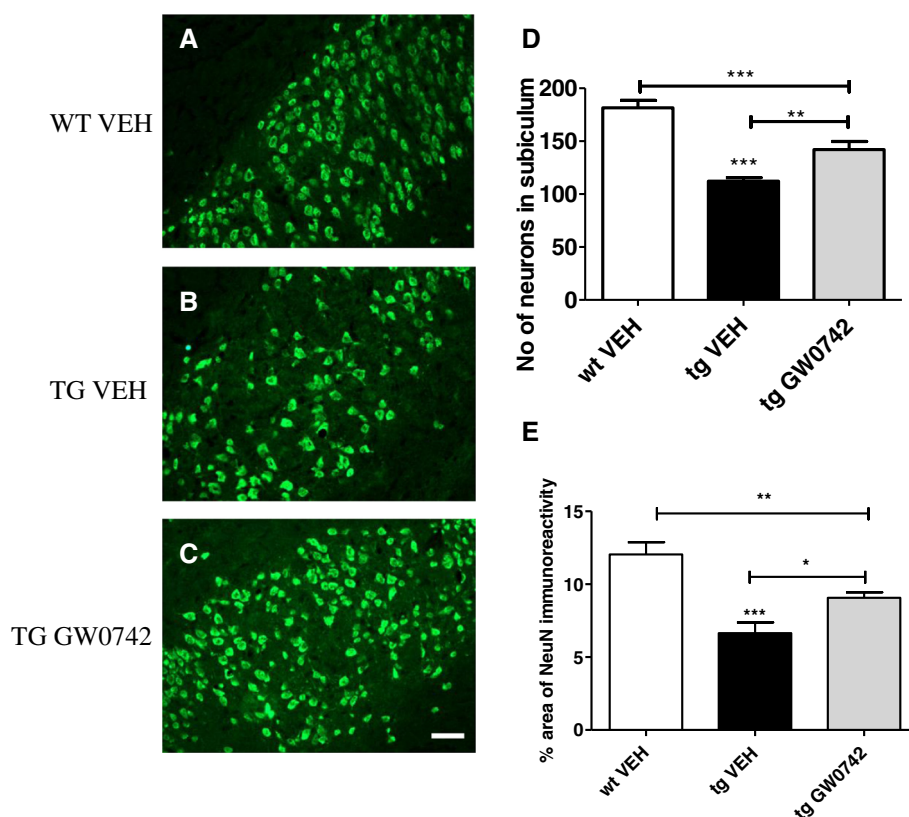 A
WT VEH
B
TG VEH
C
TG GW0742
D
No of neurons in subiculum
200
150
100
50
0
***
**
***
wt VEH
tg VEH
tg GW0742
E
% area of NeuN immunoreactivity
15
10
5
0
**
*
***
wt VEH
tg VEH
tg GW0742